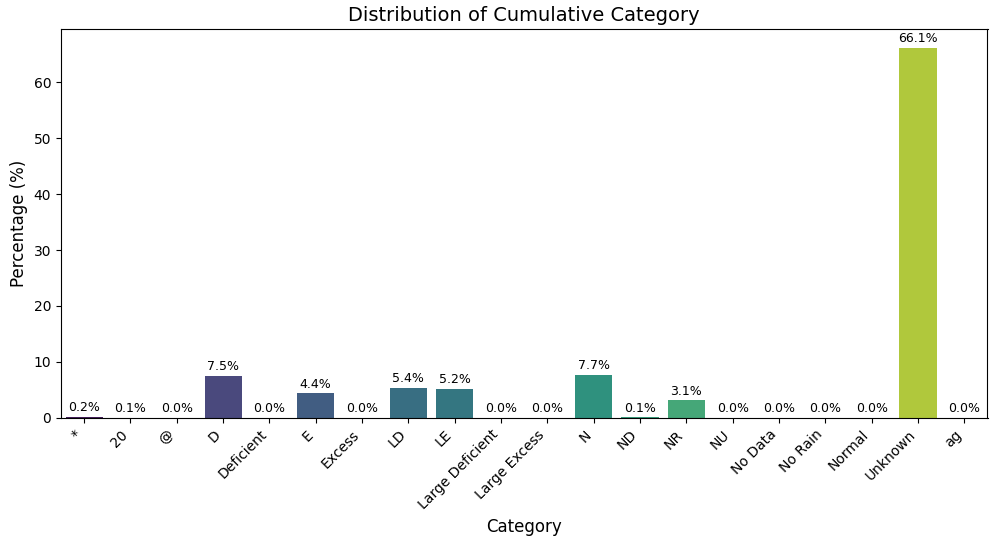 Distribution of Cumulative Category
Percentage (%)
60
50
40
30
20
10
0
0.2%
0.1%
0.0%
7.5%
0.0%
4.4%
0.0%
5.4%
5.2%
0.0%
0.0%
7.7%
0.1%
3.1%
0.0%
0.0%
0.0%
0.0%
66.1%
0.0%
*
20
@
D
Deficient
E
Excess
LD
LE
Large Deficient
Large Excess
N
ND
NR
NU
No Data
No Rain
Normal
Unknown
ag
Category